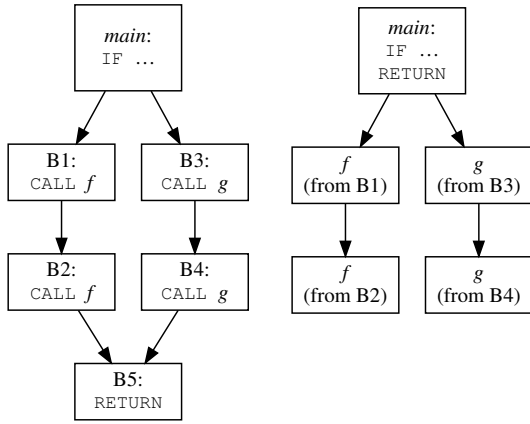 main:
IF …
B1:
CALL f
B3:
CALL g
B2:
CALL f
B4:
CALL g
B5:
RETURN
main:
IF …
RETURN
f
(from B1)
g
(from B3)
f
(from B2)
g
(from B4)